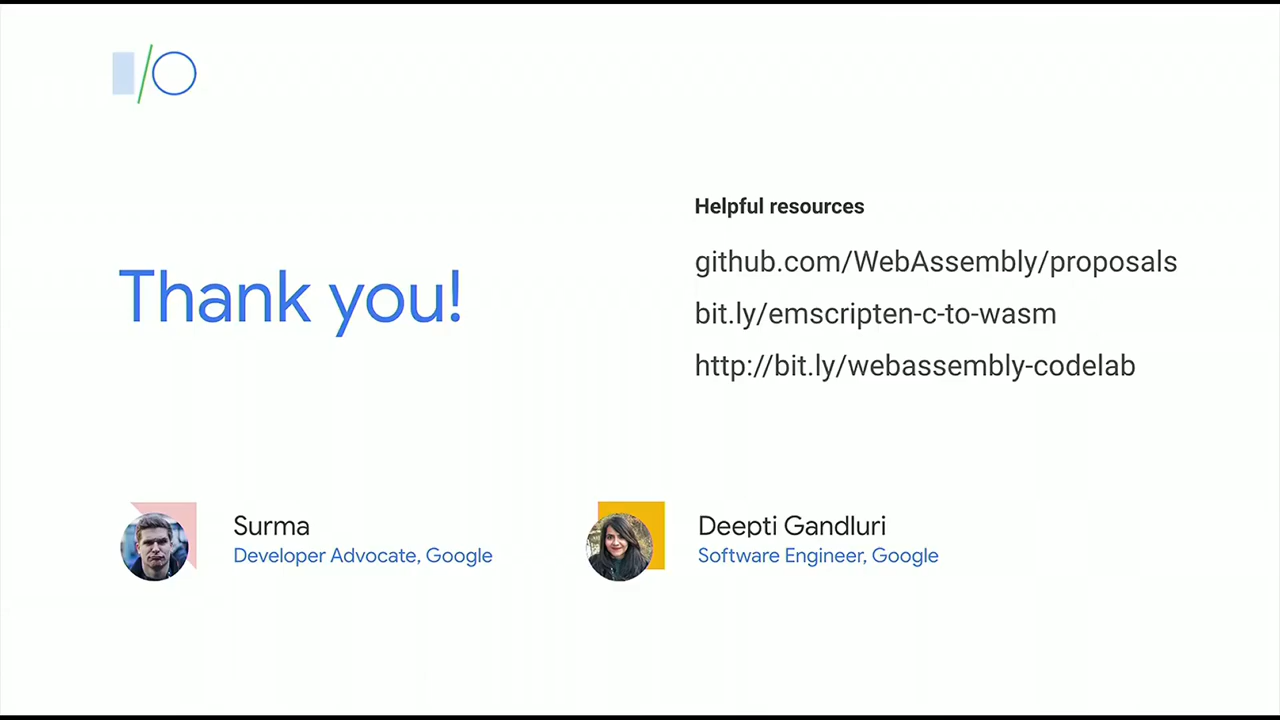 I/O
Thank you!
Helpful resources
github.com/WebAssembly/proposals
bit.ly/emscripten-c-to-wasm
http://bit.ly/webassembly-codelab
Surma
Developer Advocate, Google
Deepti Gandluri
Software Engineer, Google